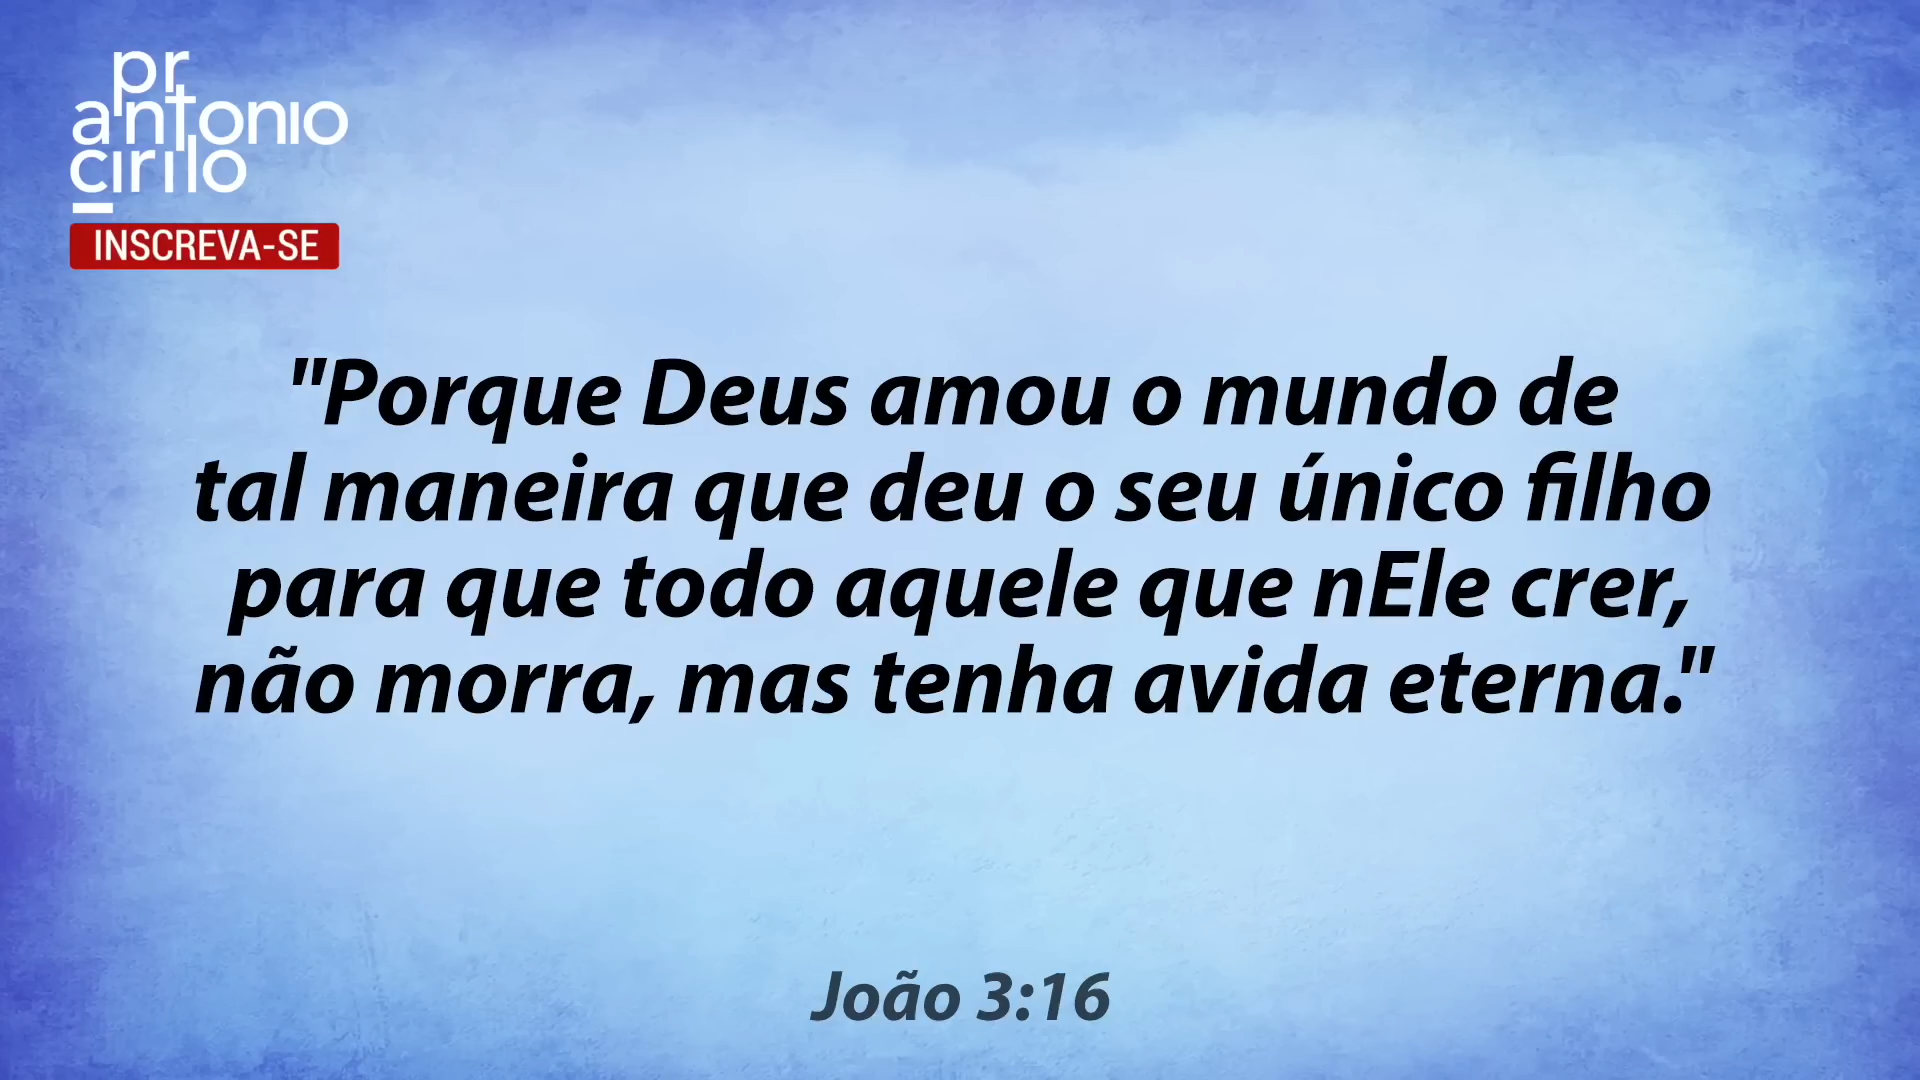 pr
antonio
cirilo
INSCREVA-SE
"Porque Deus amou o mundo de
tal maneira que deu o seu único filho
para que todo aquele que nEle crer,
não morra, mas tenha avida eterna."
João 3:16